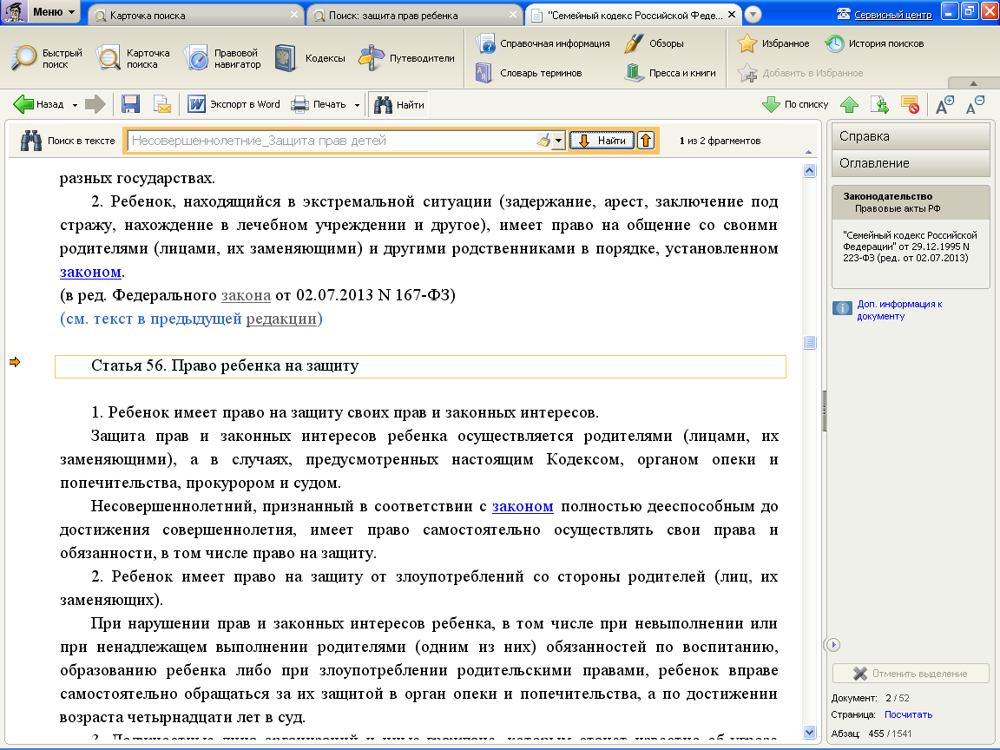 Меню
Карточка поиска
Поиск: защита прав ребенка
"Семейный кодекс Российской Феде...
Сервисный центр
Быстрый поиск
Карточка поиска
Правовой навигатор
Кодексы
Путеводители
Справочная информация
Словарь терминов
Обзоры
Пресса и книги
Избранное
История поисков
Добавить в Избранное
Назад
Экспорт в Word
Печать
Найти
По списку
Поиск в тексте
Несовершеннолетние_Защита прав детей
Найти
1 из 2 фрагментов
разных государствах.
2. Ребенок, находящийся в экстремальной ситуации (задержание, арест, заключение под
стражу, нахождение в лечебном учреждении и другое), имеет право на общение со своими
родителями (лицами, их заменяющими) и другими родственниками в порядке, установленном
законом.
(в ред. Федерального закона от 02.07.2013 N 167-ФЗ)
(см. текст в предыдущей редакции)
Статья 56. Право ребенка на защиту
1. Ребенок имеет право на защиту своих прав и законных интересов.
Защита прав и законных интересов ребенка осуществляется родителями (лицами, их
заменяющими), а в случаях, предусмотренных настоящим Кодексом, органом опеки и
попечительства, прокурором и судом.
Несовершеннолетний, признанный в соответствии с законом полностью дееспособным до
достижения совершеннолетия, имеет право самостоятельно осуществлять свои права и
обязанности, в том числе право на защиту.
2. Ребенок имеет право на защиту от злоупотреблений со стороны родителей (лиц, их
заменяющих).
При нарушении прав и законных интересов ребенка, в том числе при невыполнении или
при ненадлежащем выполнении родителями (одним из них) обязанностей по воспитанию,
образованию ребенка либо при злоупотреблении родительскими правами, ребенок вправе
самостоятельно обращаться за их защитой в орган опеки и попечительства, а по достижении
возраста четырнадцати лет в суд.
3. Должностные лица организаций и иные граждане, которым станет известно об угрозе
Справка
Оглавление
Законодательство
Правовые акты РФ
"Семейный кодекс Российской
Федерации" от 29.12.1995 N
223-ФЗ (ред. от 02.07.2013)
Доп. информация к
документу
Отменить выделение
Документ: 2 / 52
Страница: Посчитать
Абзац: 455 / 1541